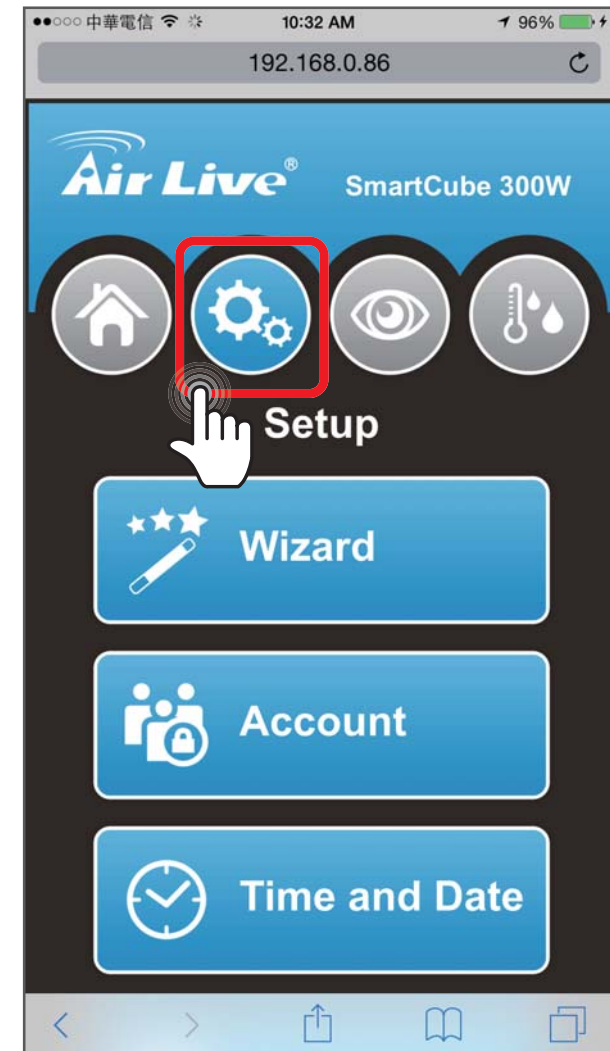 中華電信 10:32 AM 96%
192.168.0.86
Air Live® SmartCube 300W
Setup
Wizard
Account
Time and Date